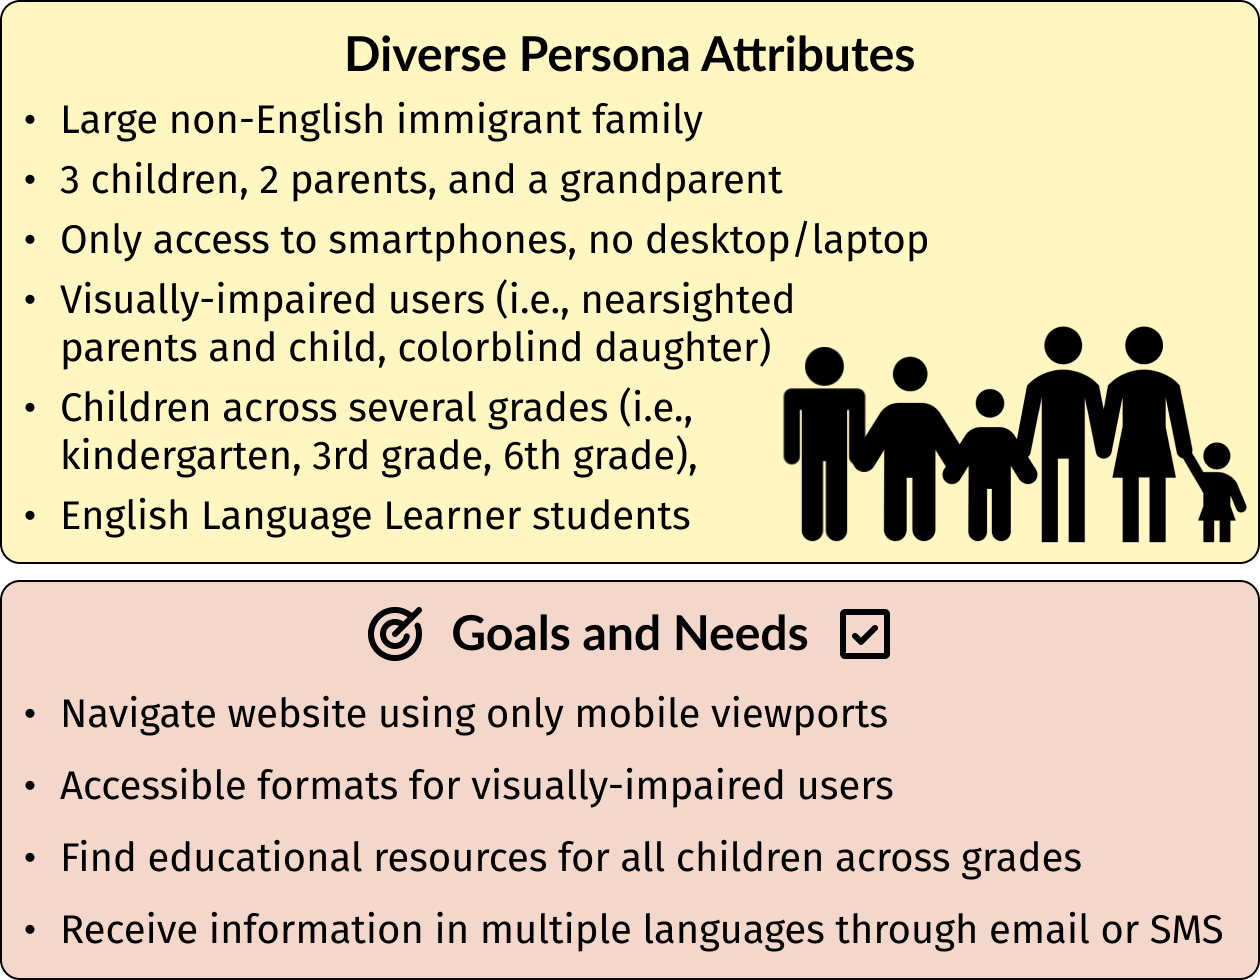 Diverse Persona Attributes
• Large non-English immigrant family
• 3 children, 2 parents, and a grandparent
• Only access to smartphones, no desktop/laptop
• Visually-impaired users (i.e., nearsighted
parents and child, colorblind daughter)
• Children across several grades (i.e.,
kindergarten, 3rd grade, 6th grade),
• English Language Learner students
Goals and Needs
• Navigate website using only mobile viewports
• Accessible formats for visually-impaired users
• Find educational resources for all children across grades
• Receive information in multiple languages through email or SMS